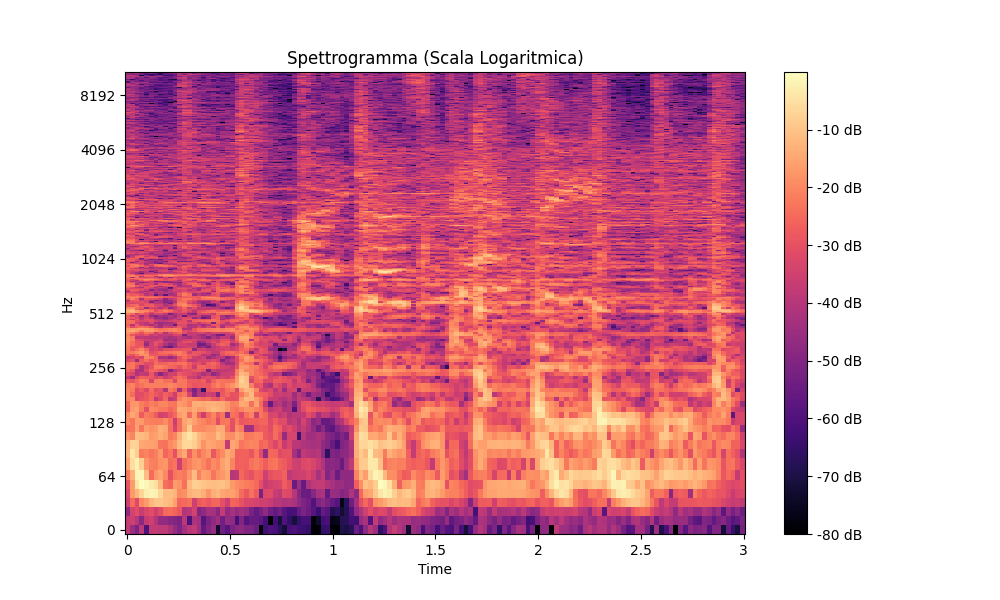 Spettrogramma (Scala Logaritmica)
8192
4096
2048
1024
512
256
128
64
0
Hz
0
0.5
1
1.5
2
2.5
3
Time
-10 dB
-20 dB
-30 dB
-40 dB
-50 dB
-60 dB
-70 dB
-80 dB